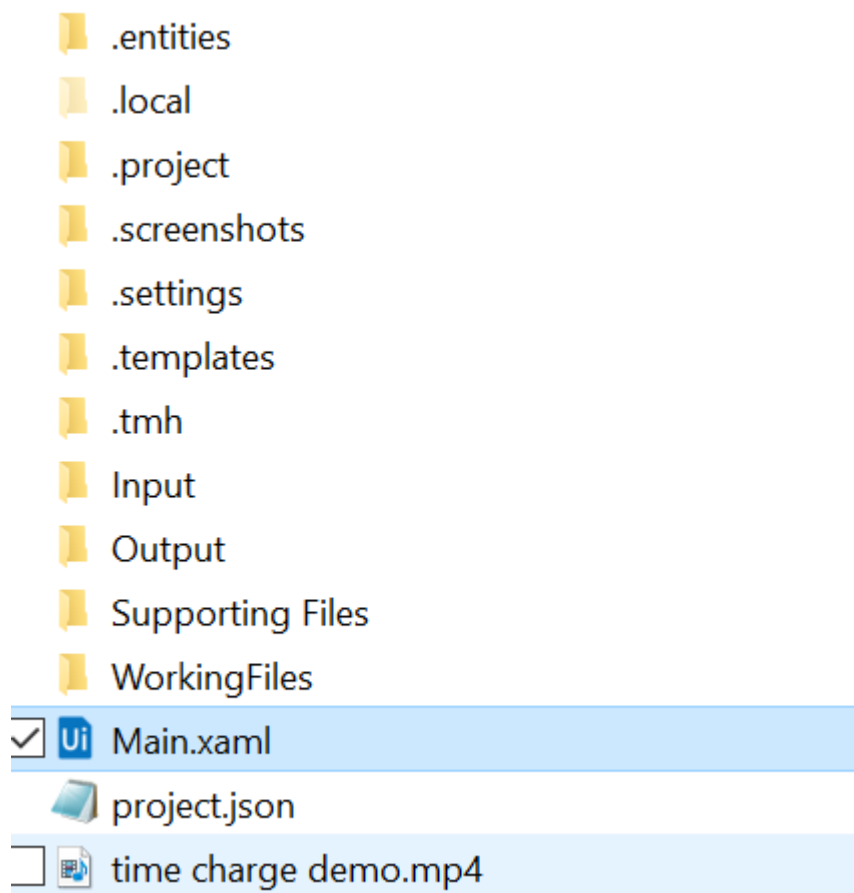 .entities
.local
.project
.screenshots
.settings
.templates
.tmh
Input
Output
Supporting Files
WorkingFiles
Ui Main.xaml
project.json
time charge demo.mp4